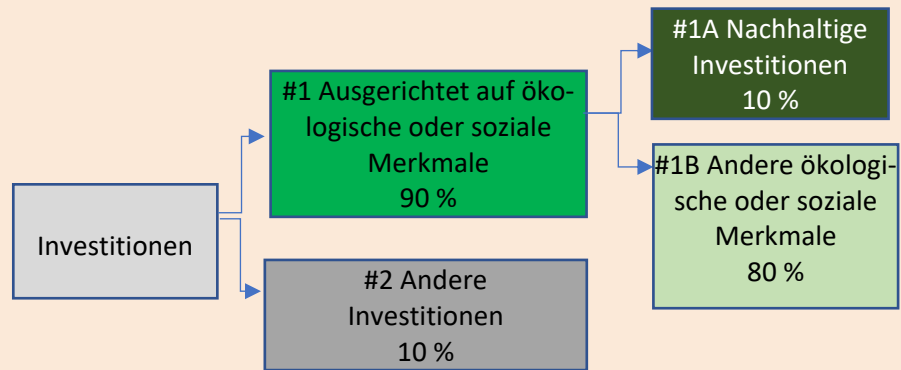 Investitionen
#1 Ausgerichtet auf öko-
logische oder soziale
Merkmale
90 %
#2 Andere
Investitionen
10 %
#1A Nachhaltige
Investitionen
10 %
#1B Andere ökologi-
sche oder soziale
Merkmale
80 %